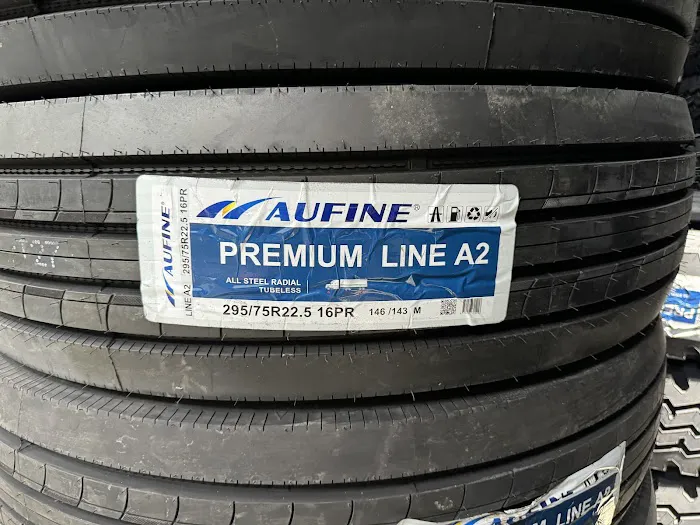 AUFINE®
PREMIUM LINE A2
ALL STEEL RADIAL
TUBELESS
295/75R22.5 16PR 146/143 M
AUFINE
LINE A2 295/75R22.5 16PR
LINE A2
AUFINE